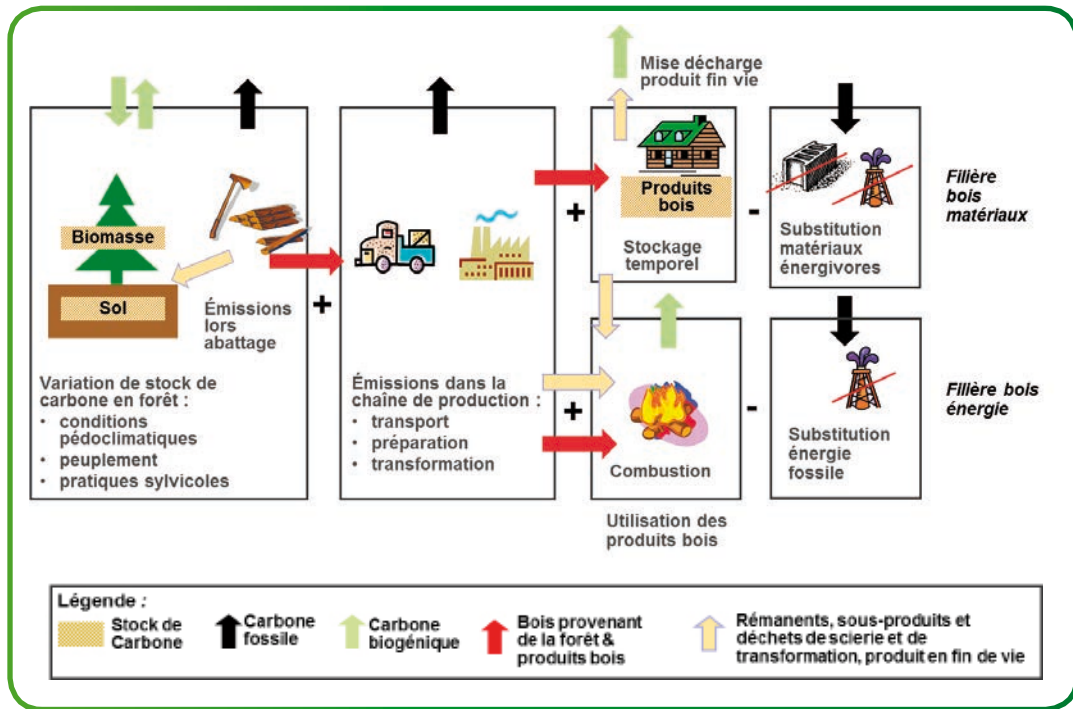 Mise décharge
produit fin vie
Biomasse
Sol
Émissions
lors
abattage
Variation de stock de
carbone en forêt :
• conditions
pédoclimatiques
• peuplement
• pratiques sylvicoles
+
Émissions dans la
chaîne de production :
• transport
• préparation
• transformation
+
+
Produits
bois
Stockage
temporel
-
Substitution
matériaux
énergivores
Filière
bois
matériaux
Combustion
-
Substitution
énergie
fossile
Filière bois
énergie
Utilisation des
produits bois
Légende :
Stock de
Carbone
Carbone
fossile
Carbone
biogénique
Bois provenant
de la forêt &
produits bois
Rémanents, sous-produits et
déchets de scierie et de
transformation, produit en fin de vie